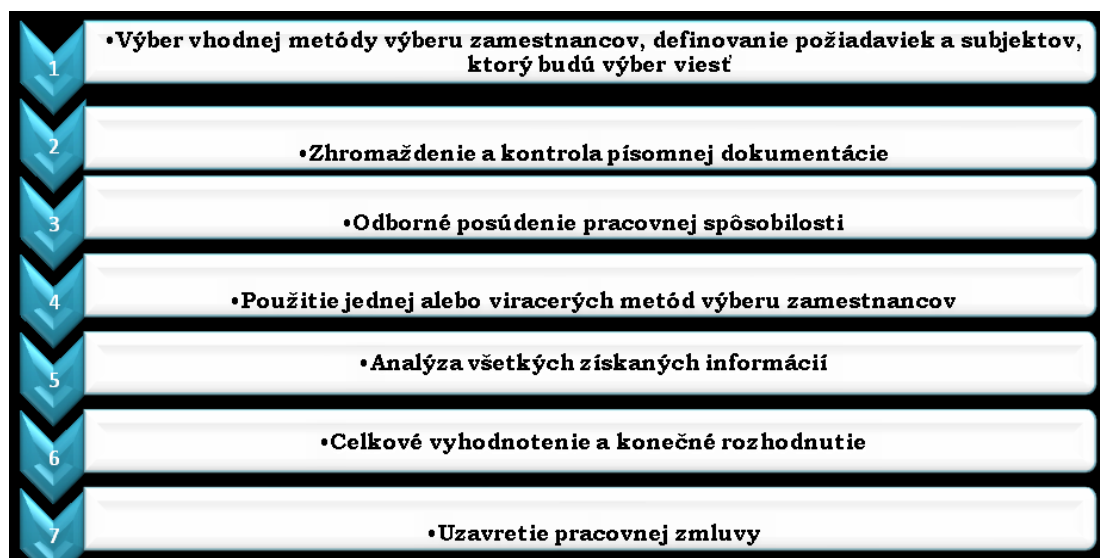 1
•Výber vhodnej metódy výberu zamestnancov, definovanie požiadaviek a subjektov,
ktorý budú výber viesť
2
•Zhromaždenie a kontrola písomnej dokumentácie
3
•Odborné posúdenie pracovnej spôsobilosti
4
•Použitie jednej alebo viracerých metód výberu zamestnancov
5
•Analýza všetkých získaných informácií
6
•Celkové vyhodnotenie a konečné rozhodnutie
7
•Uzavretie pracovnej zmluvy